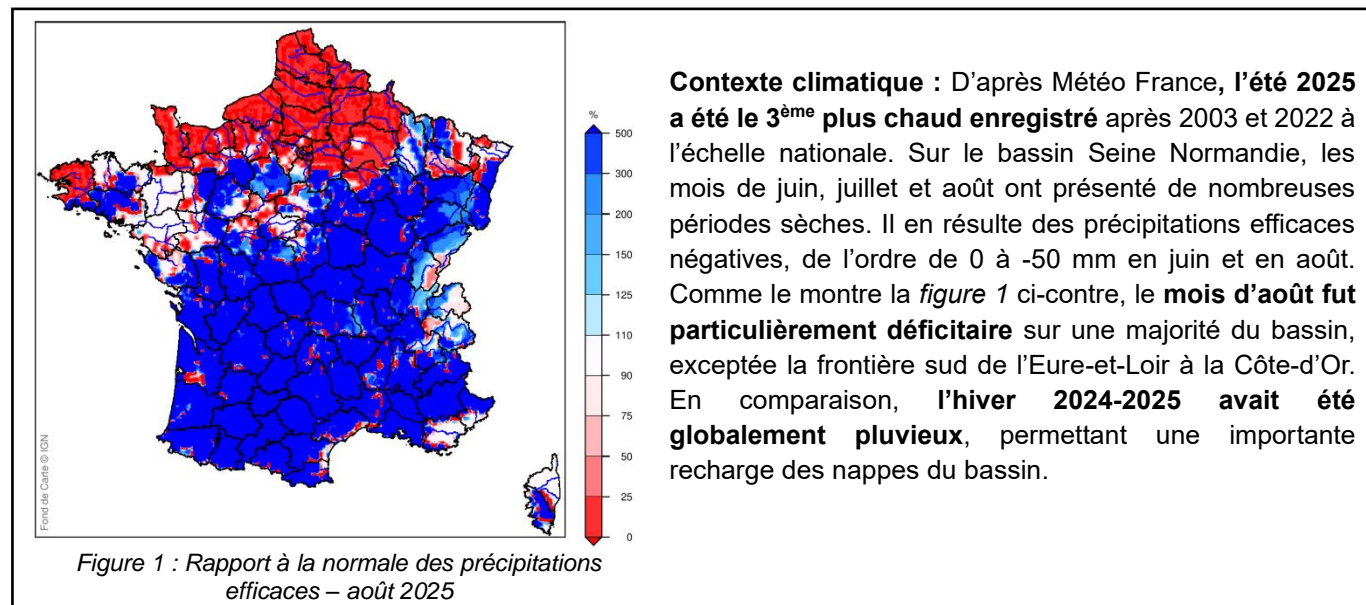 %
500
300
200
150
125
110
90
75
50
25
0
Fond de Carte © IGN
Figure 1 : Rapport à la normale des précipitations
efficaces – août 2025
Contexte climatique : D’après Météo France, l’été 2025
a été le 3ème plus chaud enregistré après 2003 et 2022 à
l’échelle nationale. Sur le bassin Seine Normandie, les
mois de juin, juillet et août ont présenté de nombreuses
périodes sèches. Il en résulte des précipitations efficaces
négatives, de l’ordre de 0 à -50 mm en juin et en août.
Comme le montre la figure 1 ci-contre, le mois d’août fut
particulièrement déficitaire sur une majorité du bassin,
exceptée la frontière sud de l’Eure-et-Loir à la Côte-d’Or.
En comparaison, l’hiver 2024-2025 avait été
globalement pluvieux, permettant une importante
recharge des nappes du bassin.